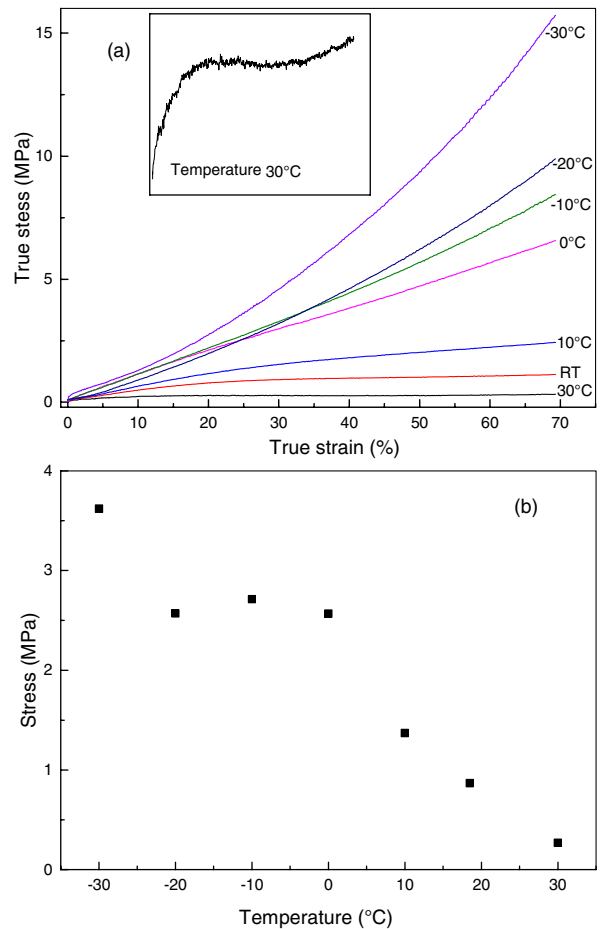 (a)
15
10
5
0
True stess (MPa)
Temperature 30°C
-30°C
-20°C
-10°C
0°C
10°C
RT
30°C
0 10 20 30 40 50 60 70
True strain (%)
(b)
4
3
2
1
0
Stress (MPa)
-30 -20 -10 0 10 20 30
Temperature (°C)